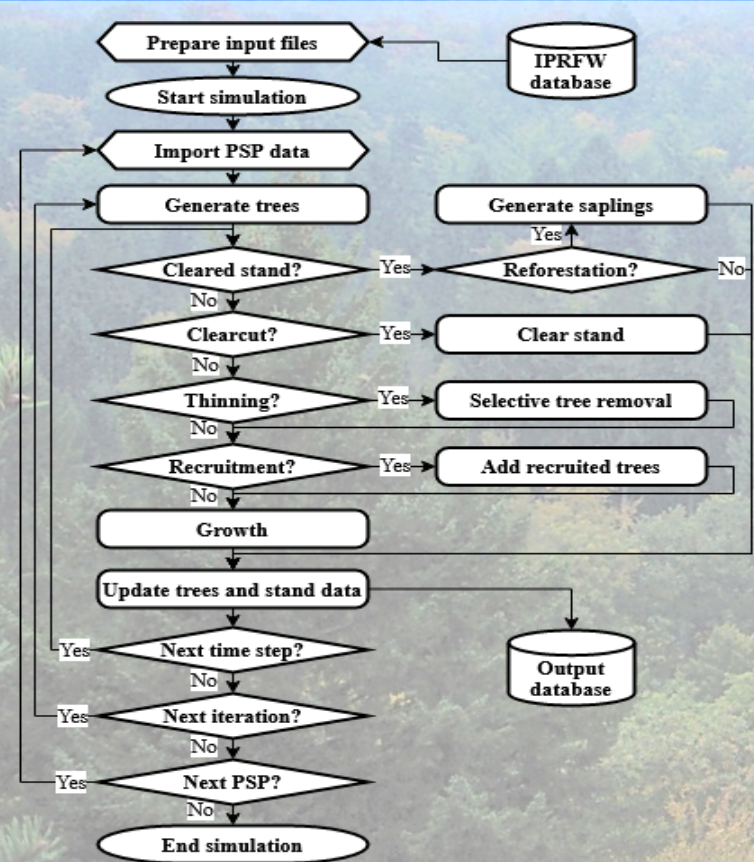 Prepare input files
IPRFW
database
Start simulation
Import PSP data
Generate trees
Generate saplings
Yes
Cleared stand?
Yes
Reforestation?
No
No
Clearcut?
Yes
Clear stand
No
Thinning?
Yes
Selective tree removal
No
Recruitment?
Yes
Add recruited trees
No
Growth
Update trees and stand data
Yes
Next time step?
Output
database
No
Yes
Next iteration?
No
Yes
Next PSP?
No
End simulation